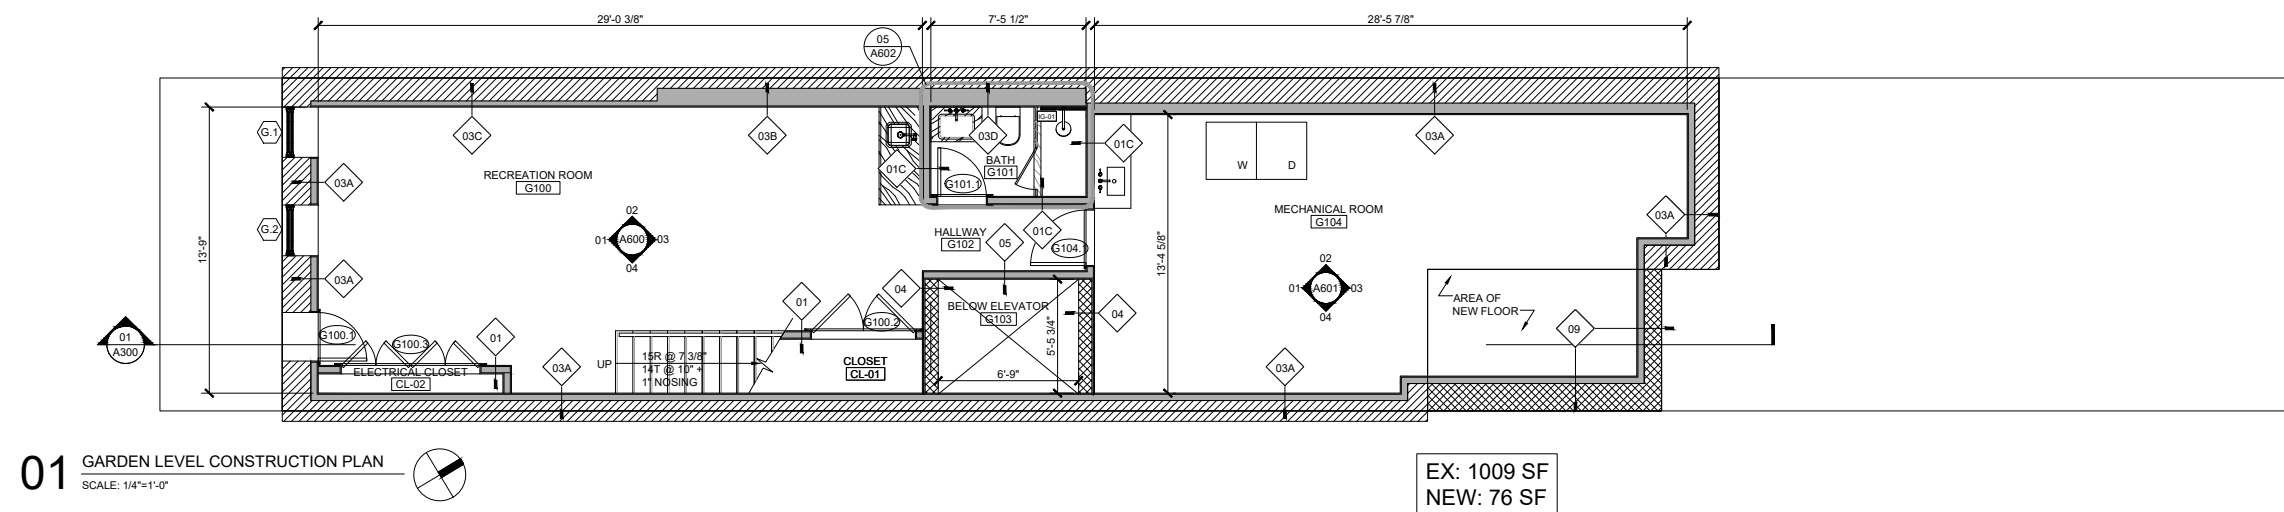 29'-0 3/8"
7'-5 1/2"
28'-5 7/8"
05
A602
G.1
03C
03B
03D
IG-01
03A
01C
01C
W
D
BATH
G101
03A
RECREATION ROOM
G100
G101.1
MECHANICAL ROOM
G104
03A
02
G.2
01
A600
03
04
HALLWAY
G102
05
01C
G104.1
13'-9"
13'-4 5/8"
03A
04
02
01
A601
03
04
AREA OF
NEW FLOOR
01
BELOW ELEVATOR
G103
04
09
G100.1
G100.3
01
G100.2
5'-5 3/4"
01
A300
UP
15R @ 7 3/8"
14T @ 10" +
1" NOSING
CLOSET
CL-01
ELECTRICAL CLOSET
CL-02
03A
6'-9"
03A
01
GARDEN LEVEL CONSTRUCTION PLAN
SCALE: 1/4"=1'-0"
EX: 1009 SF
NEW: 76 SF